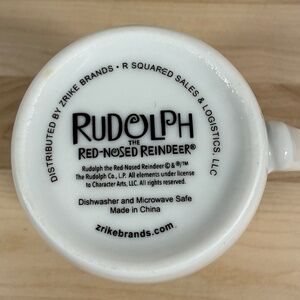 DISTRIBUTED BY ZRIKE BRANDS • R SQUARED SALES & LOGISTICS, LLC
RUDOLPH
THE
RED-NOSED REINDEER®
Rudolph the Red-Nosed Reindeer © & ®/™
The Rudolph Co., L.P. All elements under license
to Character Arts, LLC. All rights reserved.
Dishwasher and Microwave Safe
Made in China
zrikebrands.com